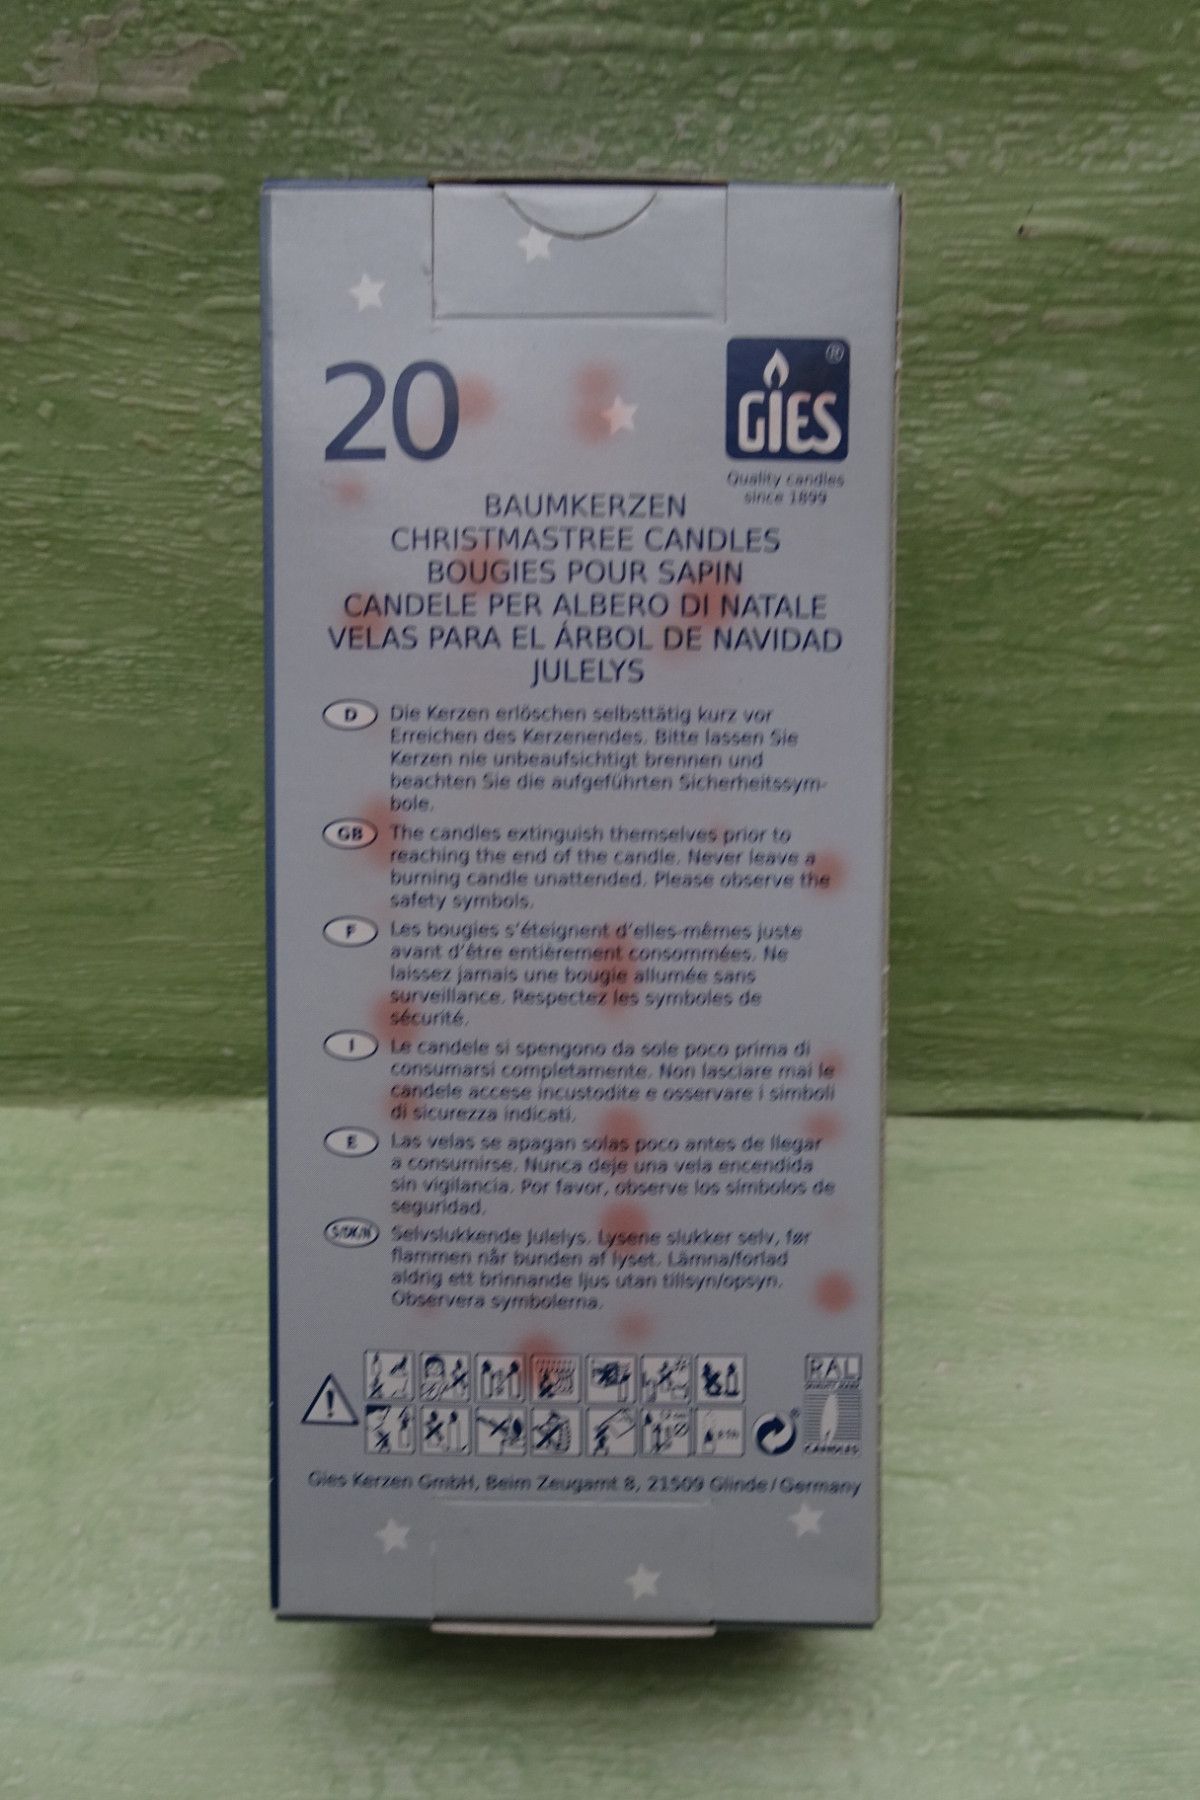 20
GIES ®
Quality candles
since 1899
BAUMKERZEN
CHRISTMASTREE CANDLES
BOUGIES POUR SAPIN
CANDELE PER ALBERO DI NATALE
VELAS PARA EL ÁRBOL DE NAVIDAD
JULELYS
D Die Kerzen erlöschen selbsttätig kurz vor
Erreichen des Kerzenendes. Bitte lassen Sie
Kerzen nie unbeaufsichtigt brennen und
beachten Sie die aufgeführten Sicherheitssym-
bole.
GB The candles extinguish themselves prior to
reaching the end of the candle. Never leave a
burning candle unattended. Please observe the
safety symbols.
F Les bougies s'éteignent d'elles-mêmes juste
avant d'être entièrement consommées. Ne
laissez jamais une bougie allumée sans
surveillance. Respectez les symboles de
sécurité.
I Le candele si spengono da sole poco prima di
consumarsi completamente. Non lasciare mai le
candele accese incustodite e osservare i simboli
di sicurezza indicati.
E Las velas se apagan solas poco antes de llegar
a consumirse. Nunca deje una vela encendida
sin vigilancia. Por favor, observe los símbolos de
seguridad.
S/DK/N Selvslukkende Julelys. Lysene slukker selv, før
flammen når bunden af lyset. Lämna/forlad
aldrig ett brinnande ljus utan tillsyn/opsyn.
Observera symbolerna.
RAL
CANDLES
Gies Kerzen GmbH, Beim Zeugamt 8, 21509 Glinde/Germany